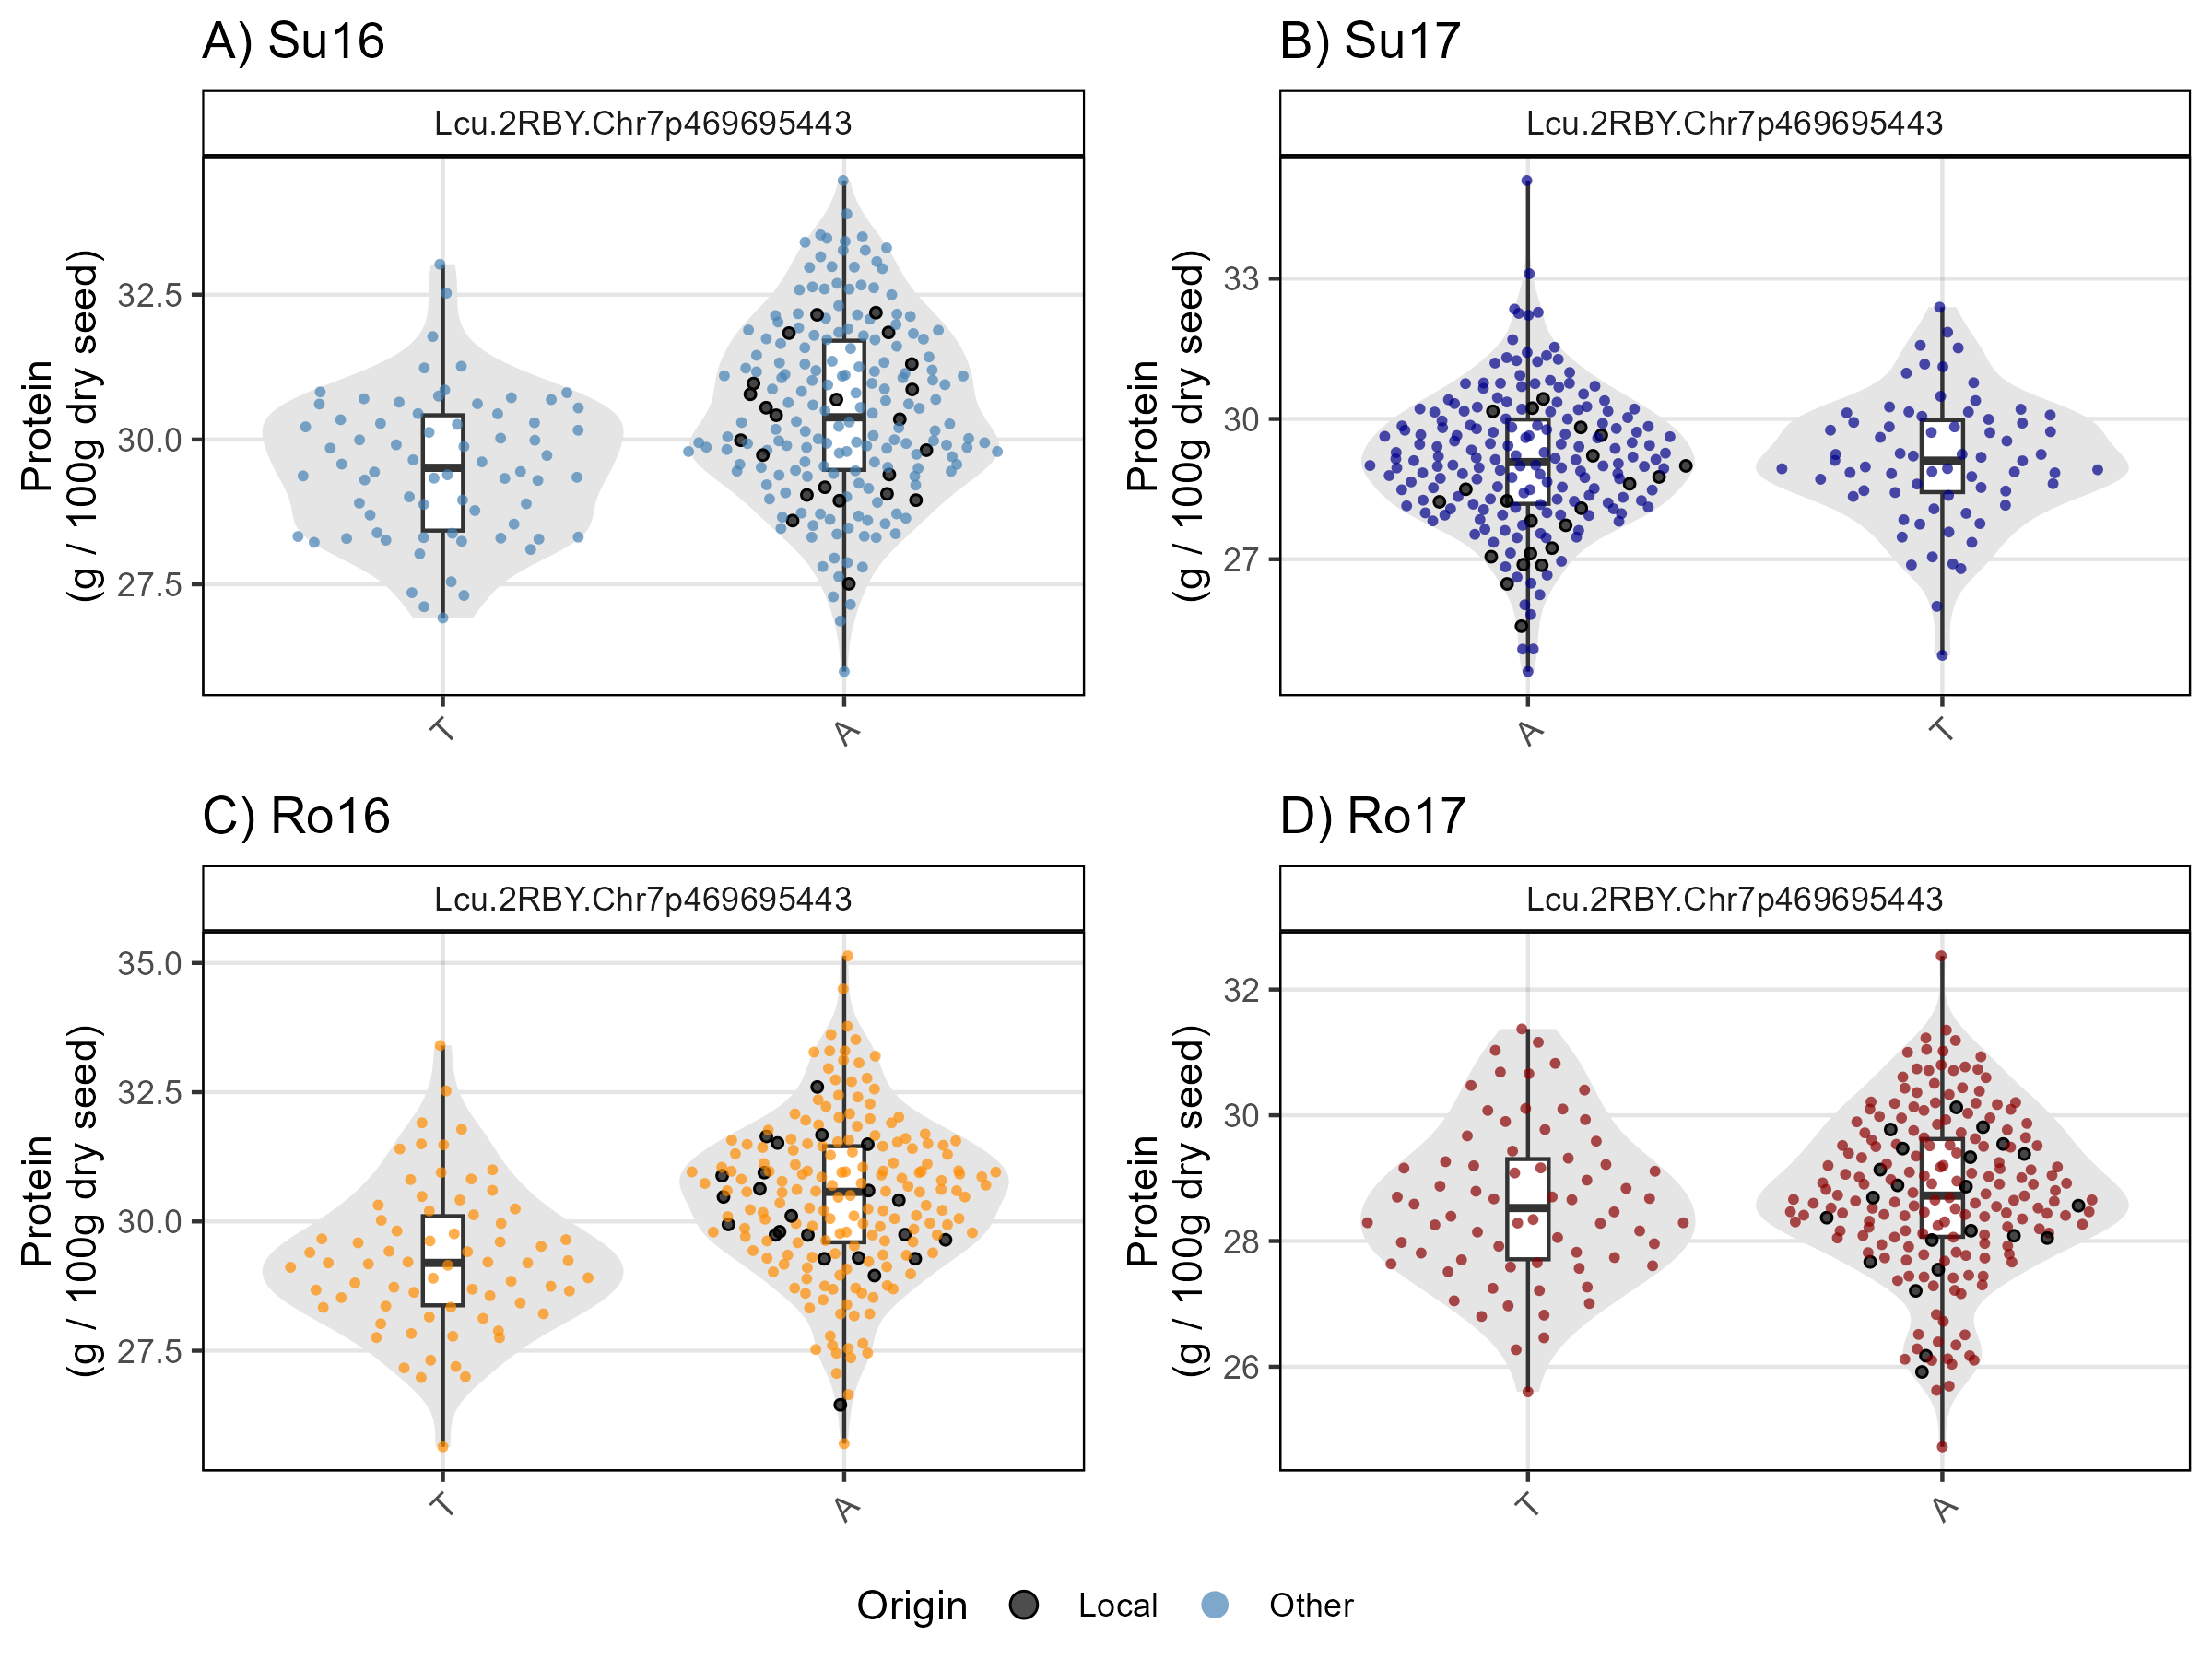 A) Su16
Lcu.2RBY.Chr7p469695443
Protein
(g / 100g dry seed)
32.5
30.0
27.5
T
A
B) Su17
Lcu.2RBY.Chr7p469695443
Protein
(g / 100g dry seed)
33
30
27
A
T
C) Ro16
Lcu.2RBY.Chr7p469695443
Protein
(g / 100g dry seed)
35.0
32.5
30.0
27.5
T
A
D) Ro17
Lcu.2RBY.Chr7p469695443
Protein
(g / 100g dry seed)
32
30
28
26
T
A
Origin Local Other